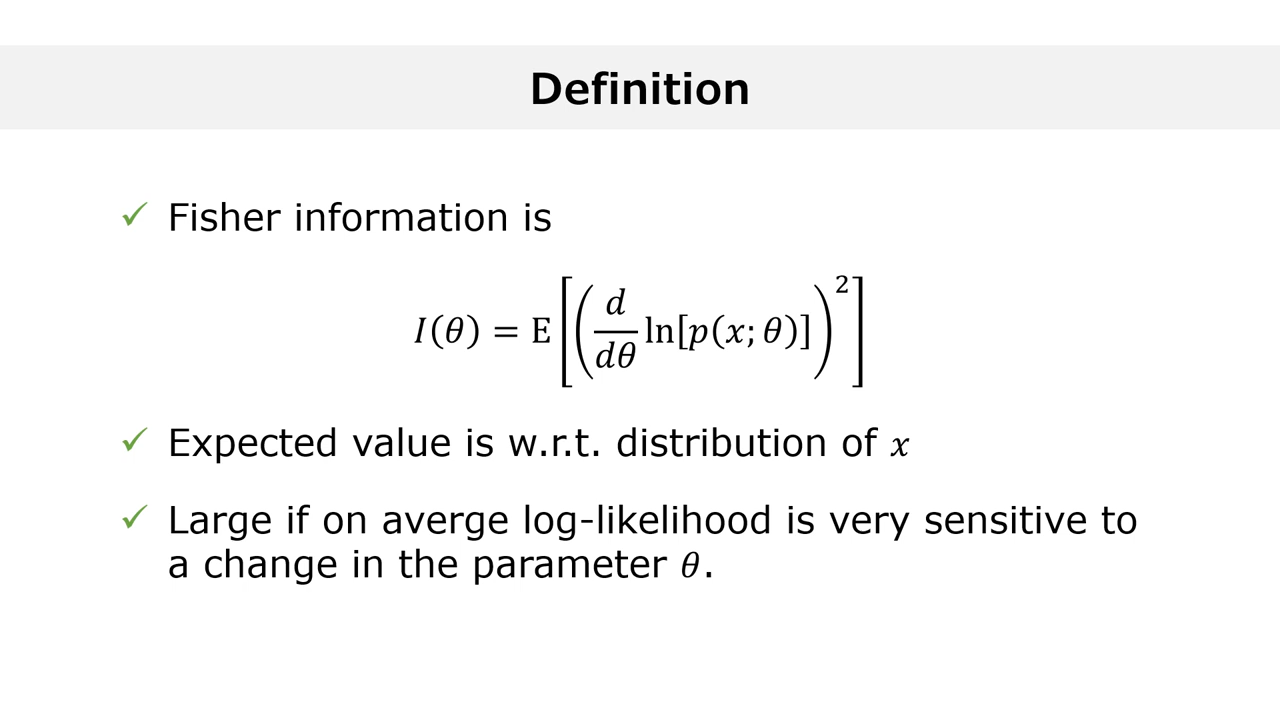 Definition
✓ Fisher information is
I(θ) = E[(d/dθ ln[p(x; θ)])²]
✓ Expected value is w.r.t. distribution of x
✓ Large if on averge log-likelihood is very sensitive to
a change in the parameter θ.